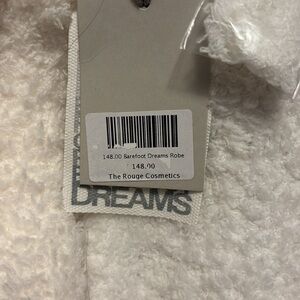 148.00 Barefoot Dreams Robe
148.00
The Rouge Cosmetics
DREAMS